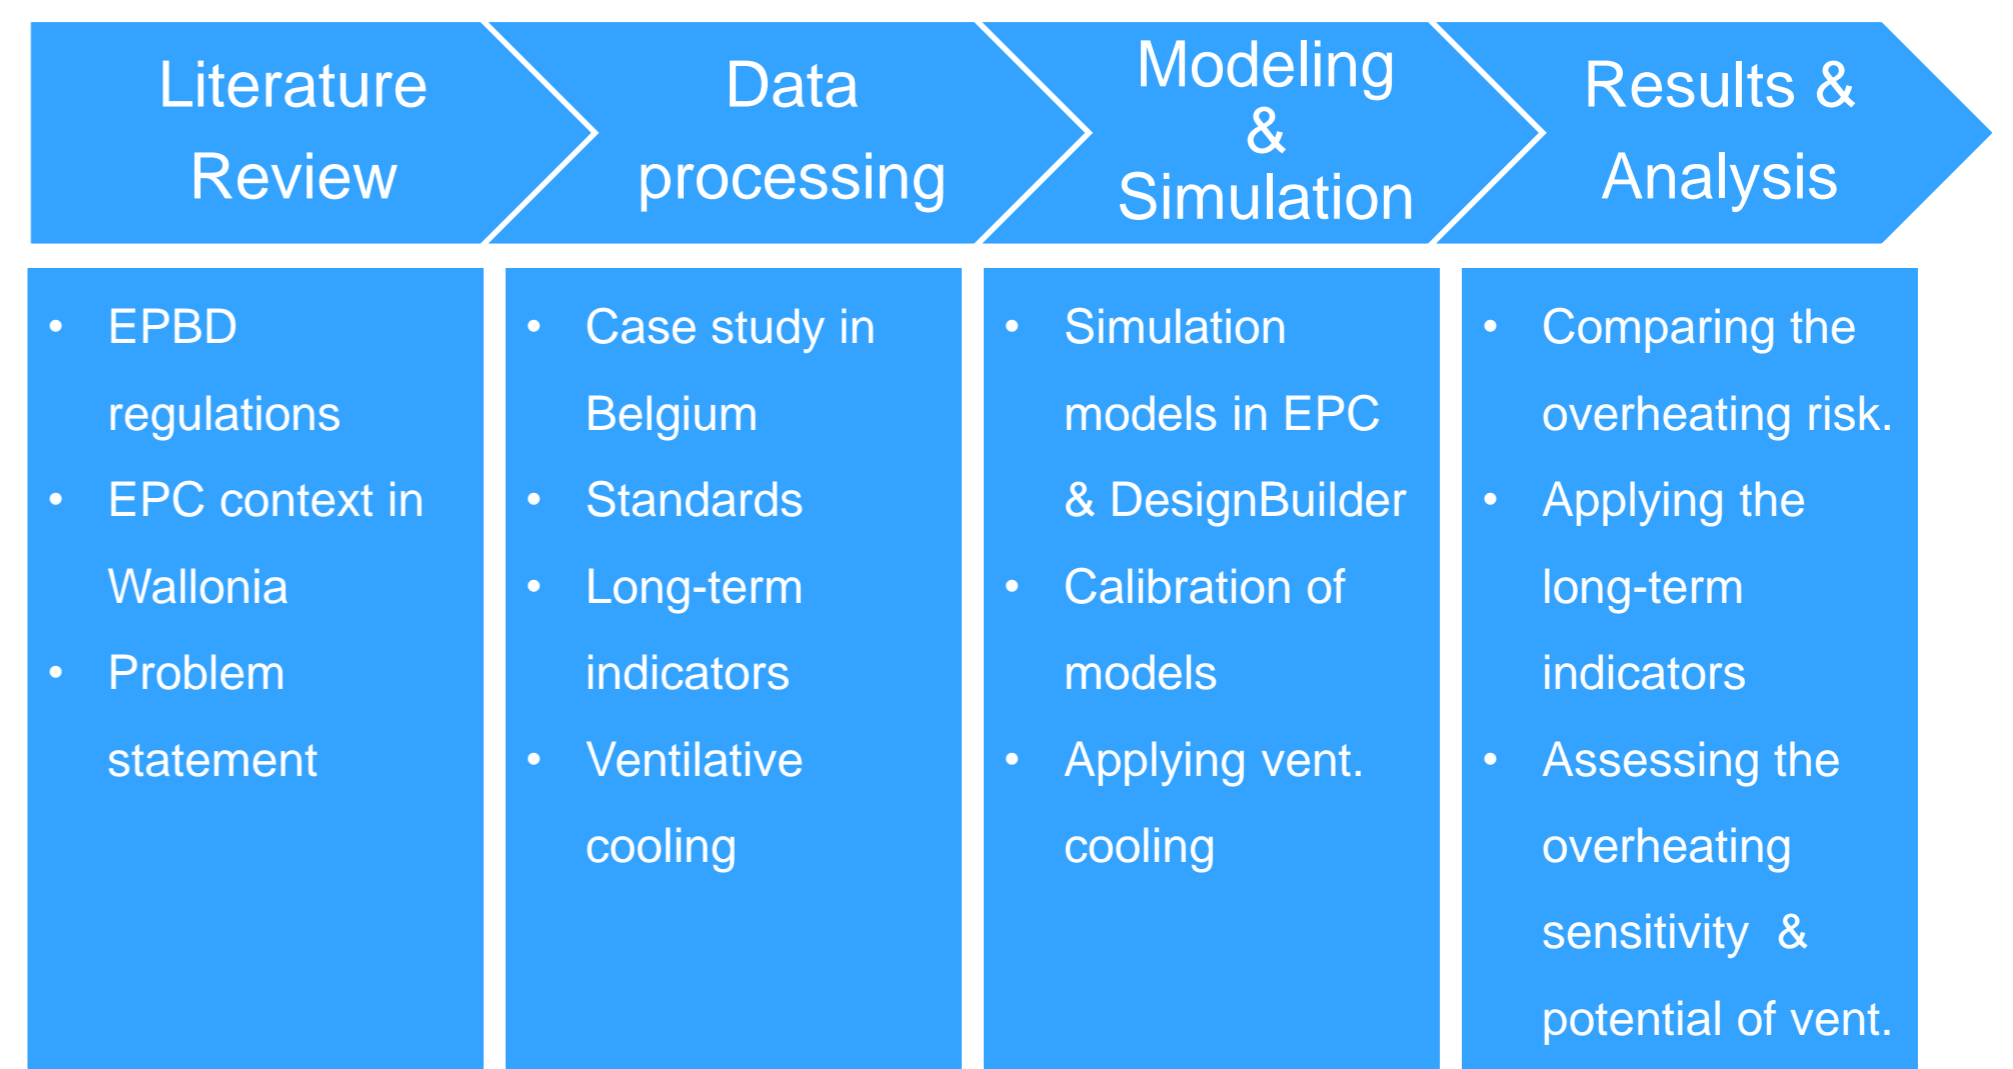 Literature
Review
Data
processing
Modeling
&
Simulation
Results &
Analysis
• EPBD
regulations
• EPC context in
Wallonia
• Problem
statement
• Case study in
Belgium
• Standards
• Long-term
indicators
• Ventilative
cooling
• Simulation
models in EPC
& DesignBuilder
• Calibration of
models
• Applying vent.
cooling
• Comparing the
overheating risk.
• Applying the
long-term
indicators
• Assessing the
overheating
sensitivity &
potential of vent.